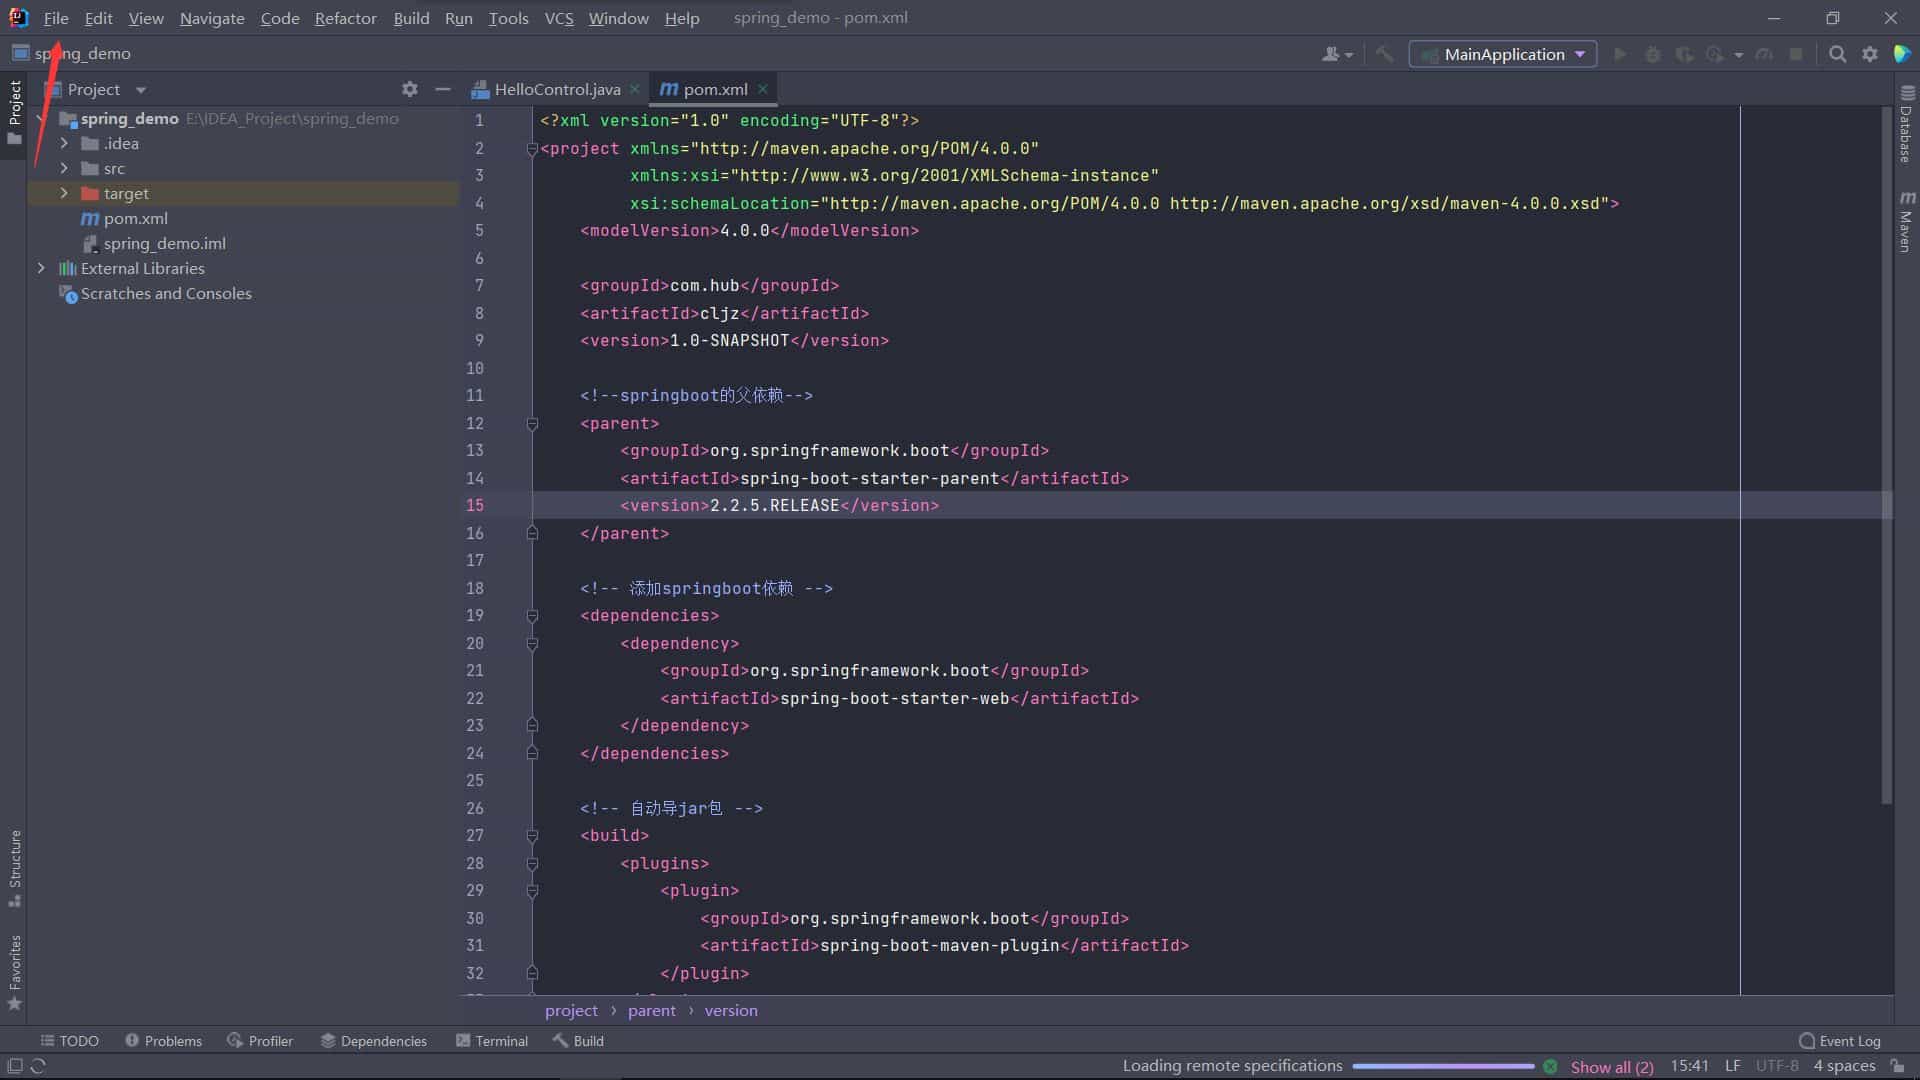 File Edit View Navigate Code Refactor Build Run Tools VCS Window Help spring_demo - pom.xml
spring_demo
MainApplication
Project
HelloControl.java
pom.xml
Project
spring_demo E:\IDEA_Project\spring_demo
.idea
src
target
pom.xml
spring_demo.iml
External Libraries
Scratches and Consoles
Structure
Favorites
1 <?xml version="1.0" encoding="UTF-8"?>
2 <project xmlns="http://maven.apache.org/POM/4.0.0"
3 xmlns:xsi="http://www.w3.org/2001/XMLSchema-instance"
4 xsi:schemaLocation="http://maven.apache.org/POM/4.0.0 http://maven.apache.org/xsd/maven-4.0.0.xsd">
5 <modelVersion>4.0.0</modelVersion>
6
7 <groupId>com.hub</groupId>
8 <artifactId>cljz</artifactId>
9 <version>1.0-SNAPSHOT</version>
10
11 <!--springboot的父依赖-->
12 <parent>
13 <groupId>org.springframework.boot</groupId>
14 <artifactId>spring-boot-starter-parent</artifactId>
15 <version>2.2.5.RELEASE</version>
16 </parent>
17
18 <!-- 添加springboot依赖 -->
19 <dependencies>
20 <dependency>
21 <groupId>org.springframework.boot</groupId>
22 <artifactId>spring-boot-starter-web</artifactId>
23 </dependency>
24 </dependencies>
25
26 <!-- 自动导jar包 -->
27 <build>
28 <plugins>
29 <plugin>
30 <groupId>org.springframework.boot</groupId>
31 <artifactId>spring-boot-maven-plugin</artifactId>
32 </plugin>
Database
Maven
project › parent › version
TODO Problems Profiler Dependencies Terminal Build Event Log
Loading remote specifications Show all (2) 15:41 LF UTF-8 4 spaces